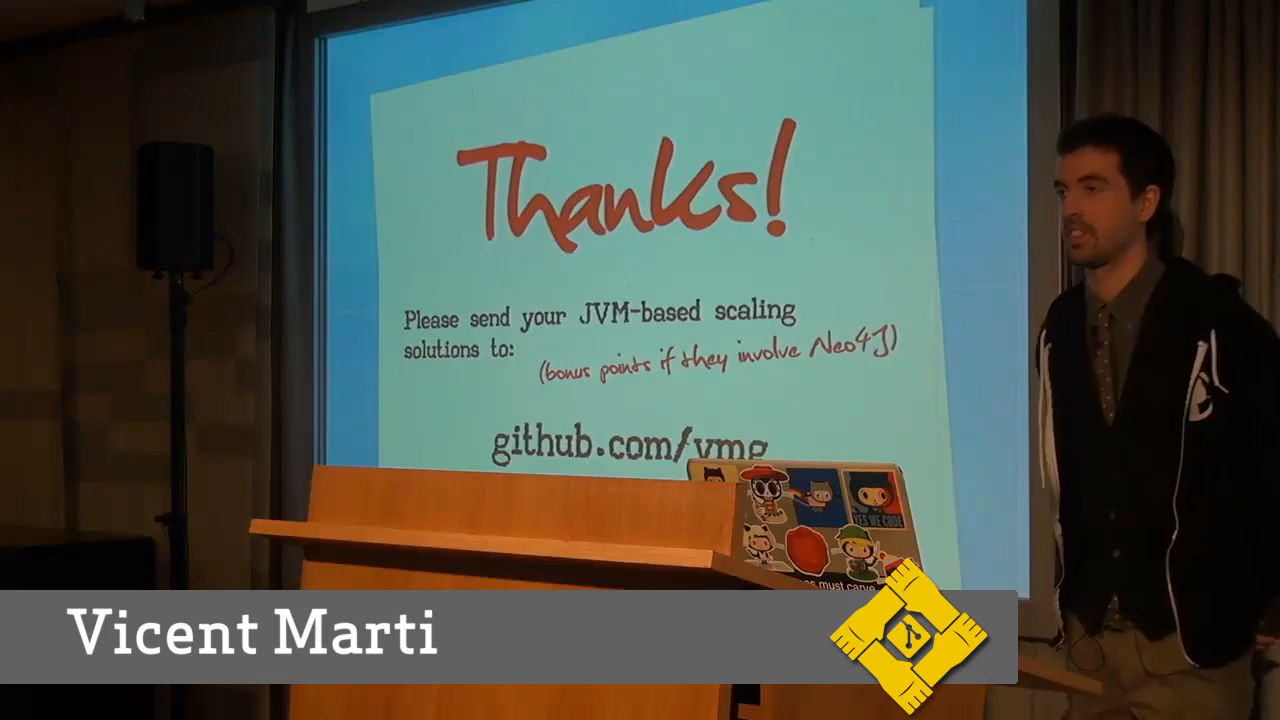 Thanks!
Please send your JVM-based scaling
solutions to:
(bonus points if they involve Neo4J)
github.com/vmg
YES WE CODE
must carve
Vicent Marti